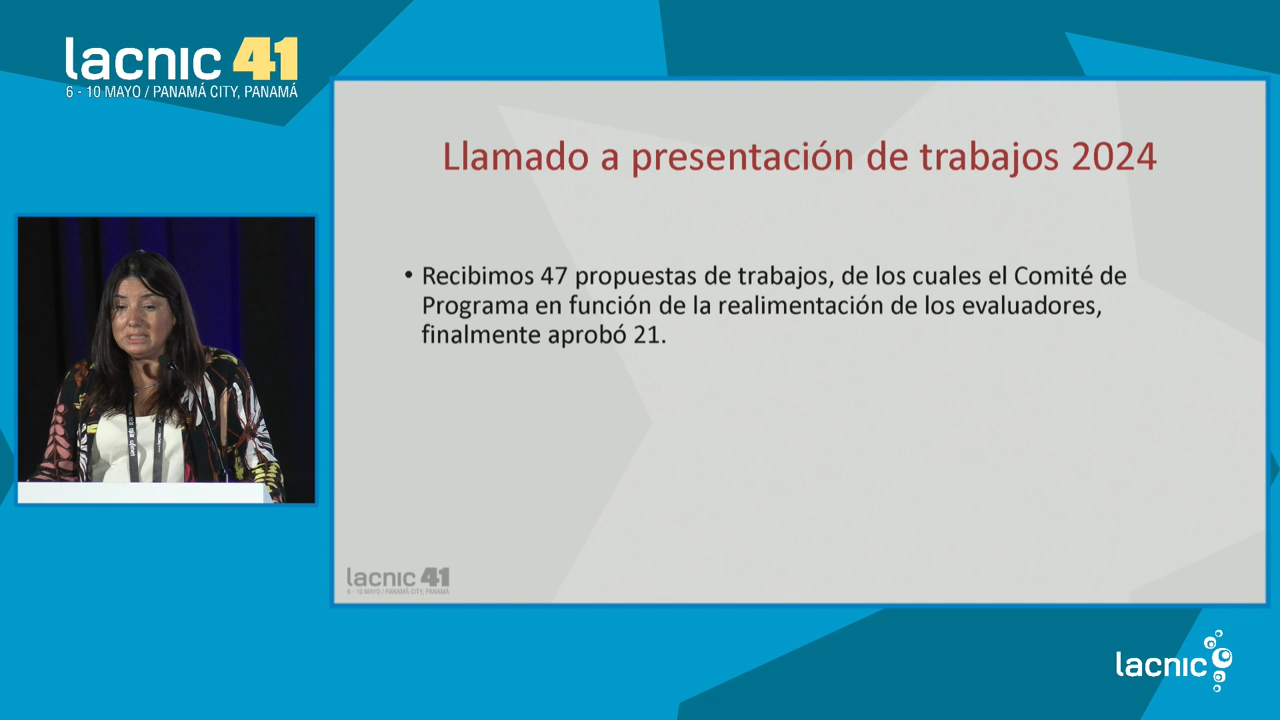 lacnic 41
6 - 10 MAYO / PANAMÁ CITY, PANAMÁ
Llamado a presentación de trabajos 2024
• Recibimos 47 propuestas de trabajos, de los cuales el Comité de
Programa en función de la realimentación de los evaluadores,
finalmente aprobó 21.
lacnic 41
6 - 10 MAYO / PANAMÁ CITY, PANAMÁ
lacnic